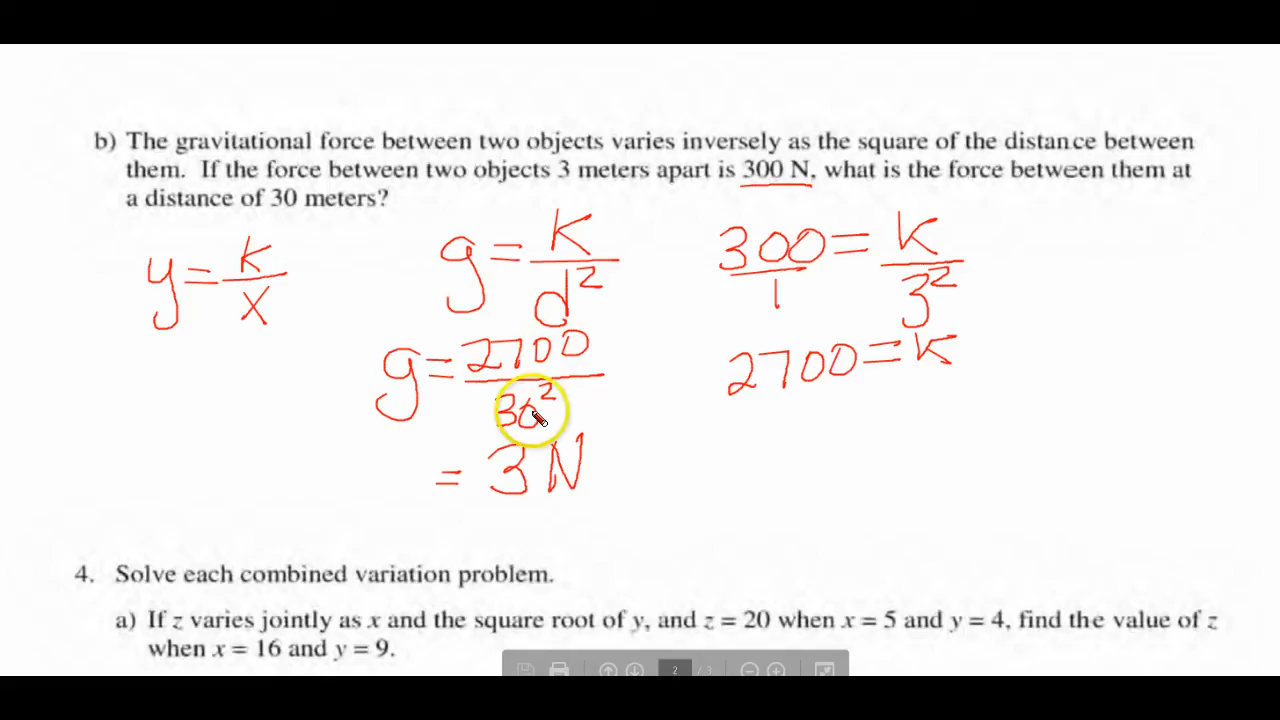 b) The gravitational force between two objects varies inversely as the square of the distance between
them. If the force between two objects 3 meters apart is 300 N, what is the force between them at
a distance of 30 meters?
y = k/x
g = K/d²
300/1 = K/3²
g = 2700/30²
2700 = K
= 3 N
4. Solve each combined variation problem.
a) If z varies jointly as x and the square root of y, and z = 20 when x = 5 and y = 4, find the value of z
when x = 16 and y = 9.
2 / 3